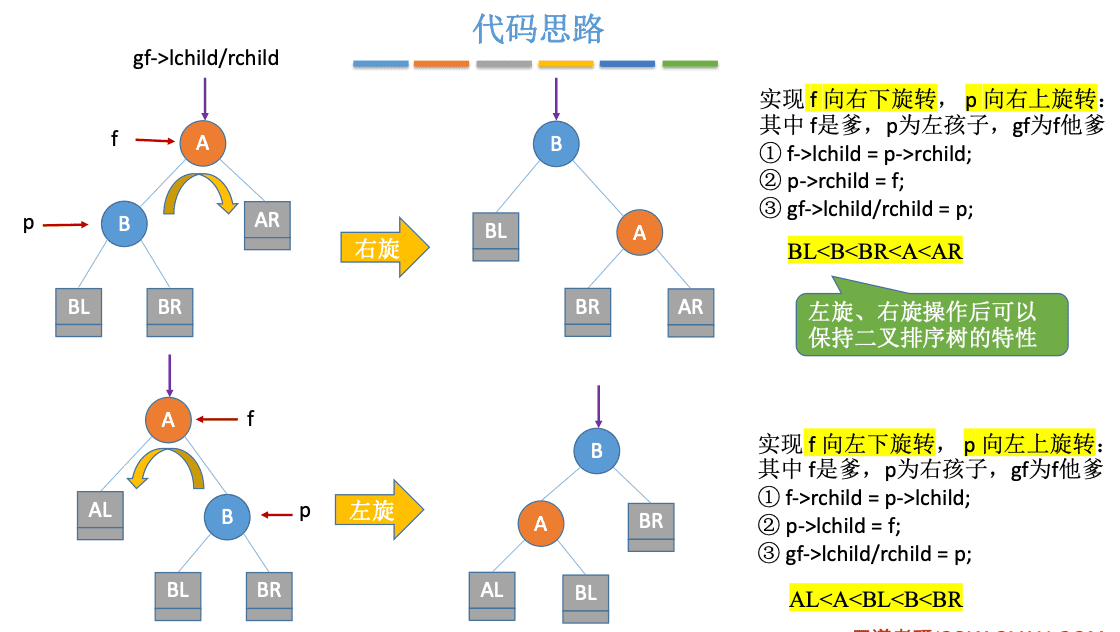 代码思路
gf->lchild/rchild
f
A
p
B
AR
BL
BR
右旋
B
BL
A
BR
AR
实现 f 向右下旋转， p 向右上旋转：
其中 f是爹，p为左孩子，gf为f他爹
① f->lchild = p->rchild;
② p->rchild = f;
③ gf->lchild/rchild = p;
BL<B<BR<A<AR
左旋、右旋操作后可以
保持二叉排序树的特性
A
f
AL
B
p
BL
BR
左旋
B
A
BR
AL
BL
实现 f 向左下旋转， p 向左上旋转：
其中 f是爹，p为右孩子，gf为f他爹
① f->rchild = p->lchild;
② p->lchild = f;
③ gf->lchild/rchild = p;
AL<A<BL<B<BR